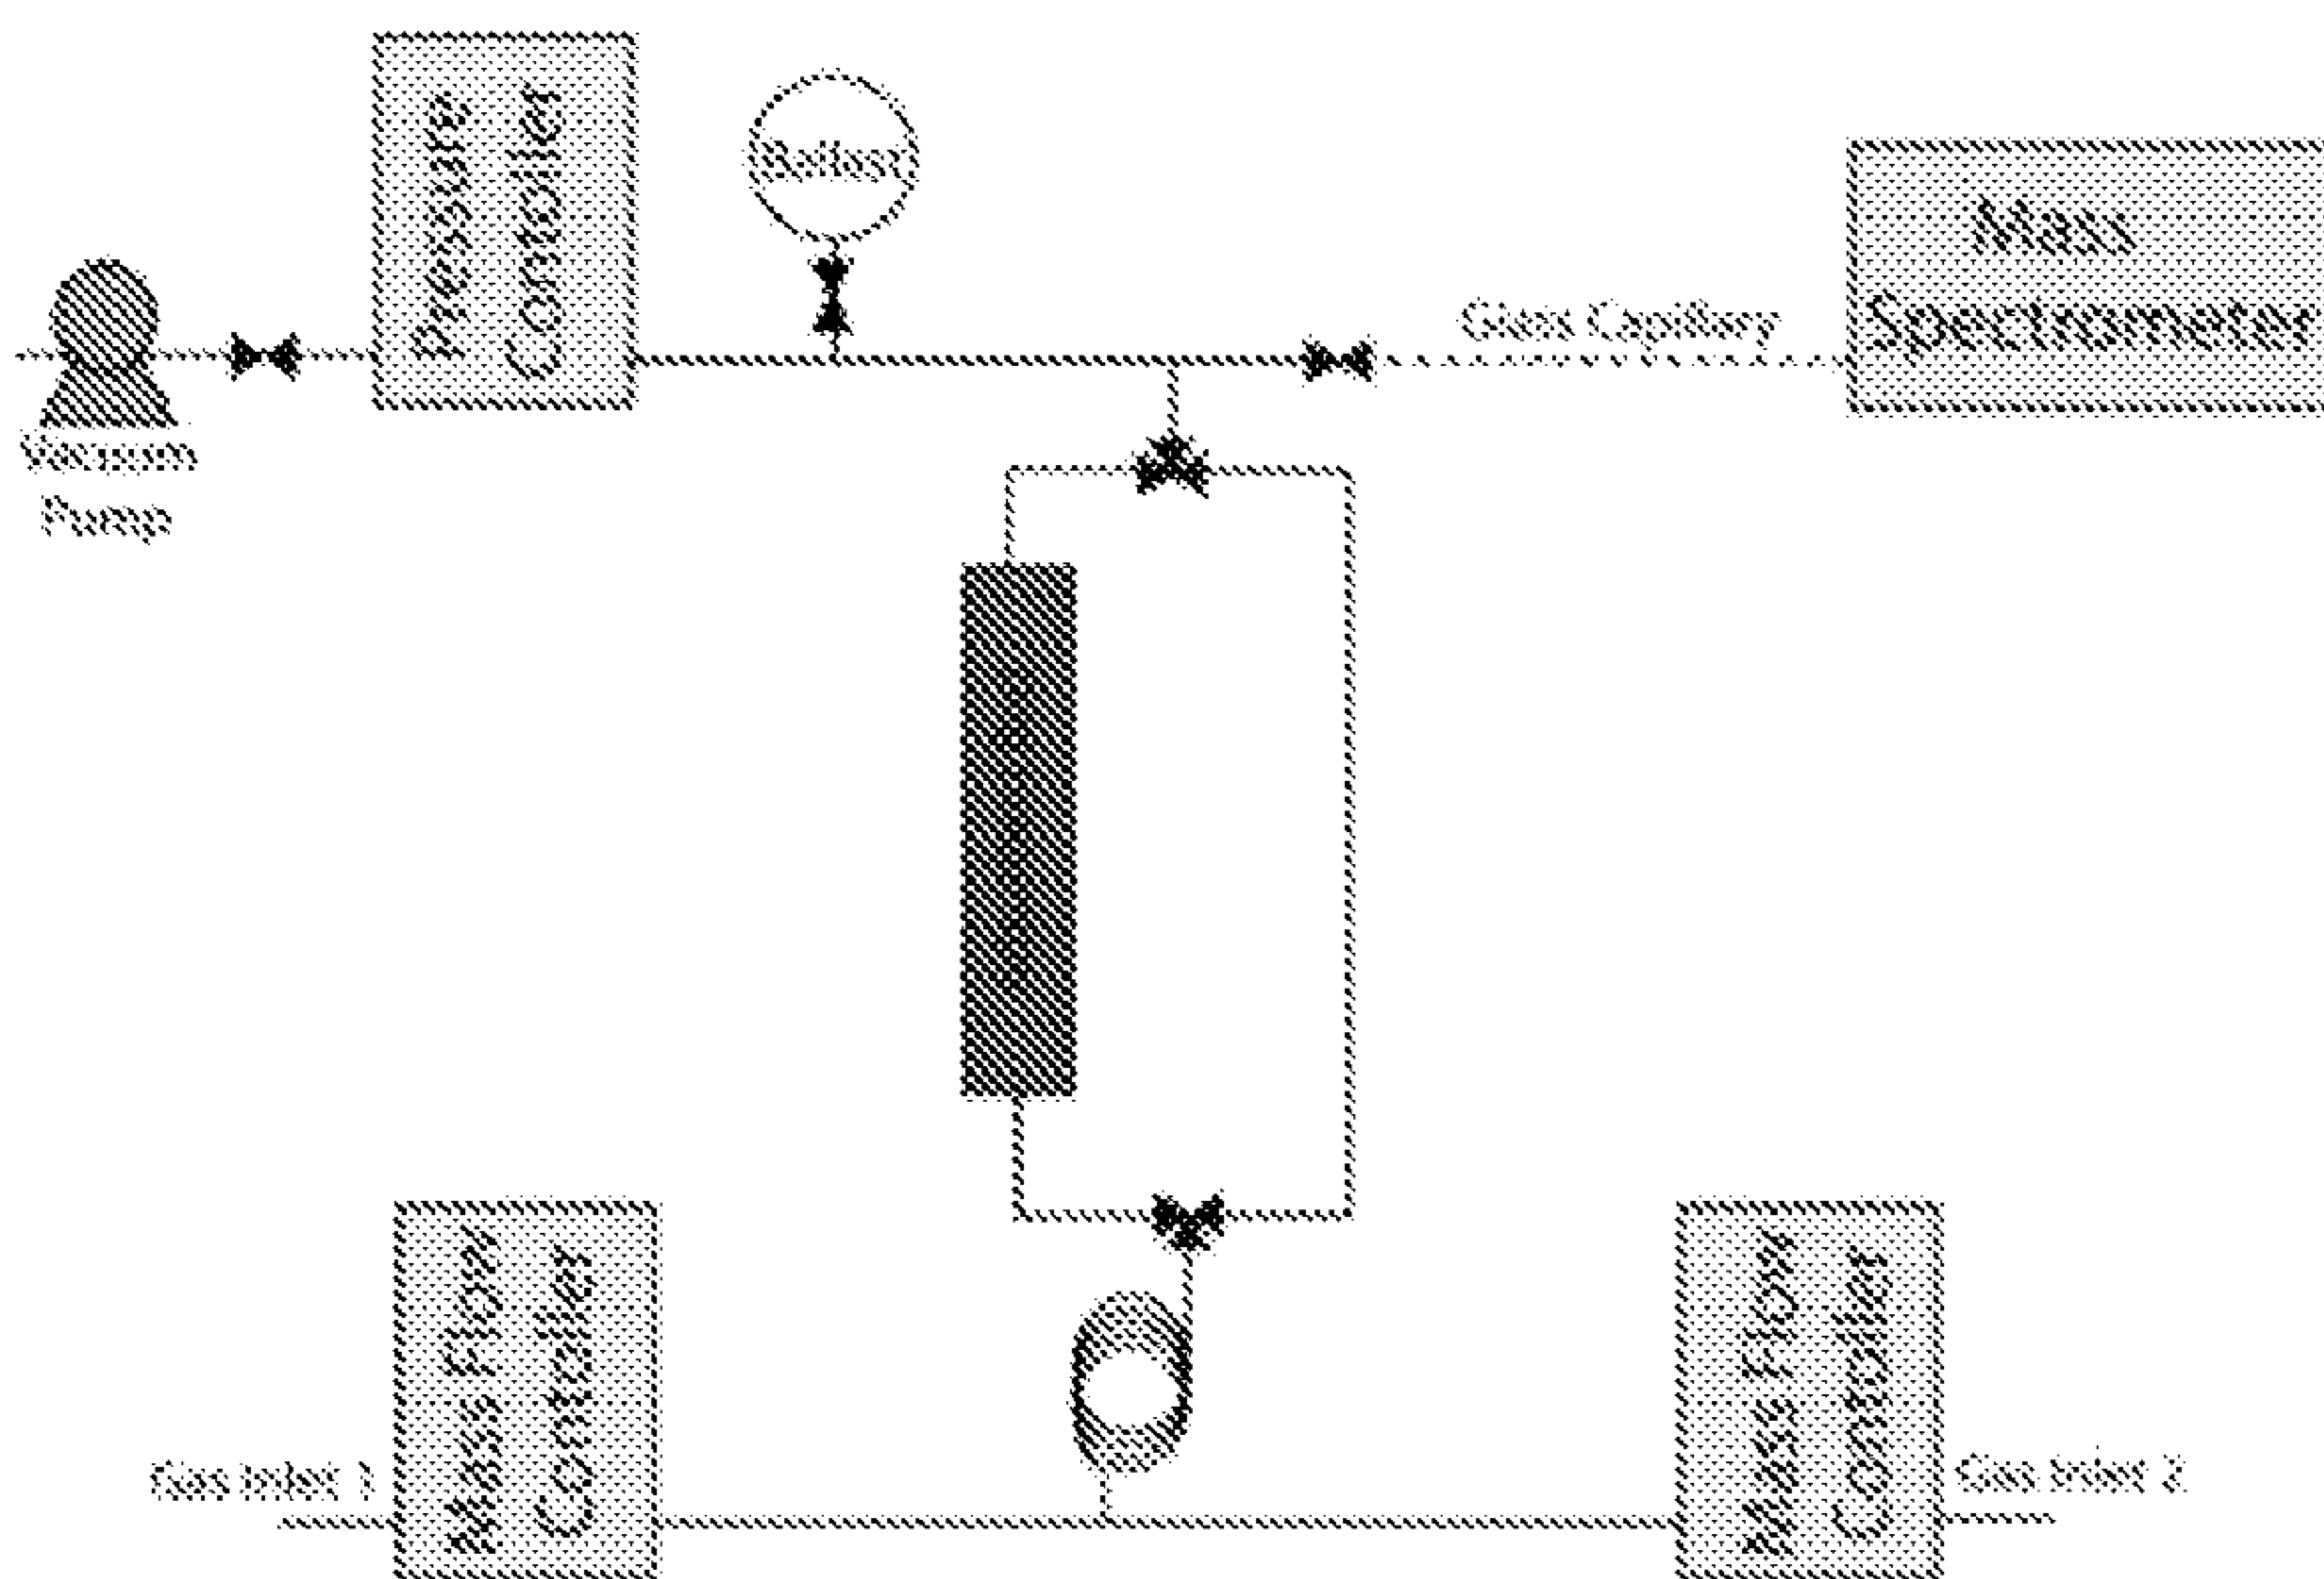 Pressure
Controller
Ballast
Mass
Spectrometer
Glass Capillary
Vacuum
Pump
Mass Flow
Controller
Mass Flow
Controller
Gas Inlet 1
Gas Inlet 2